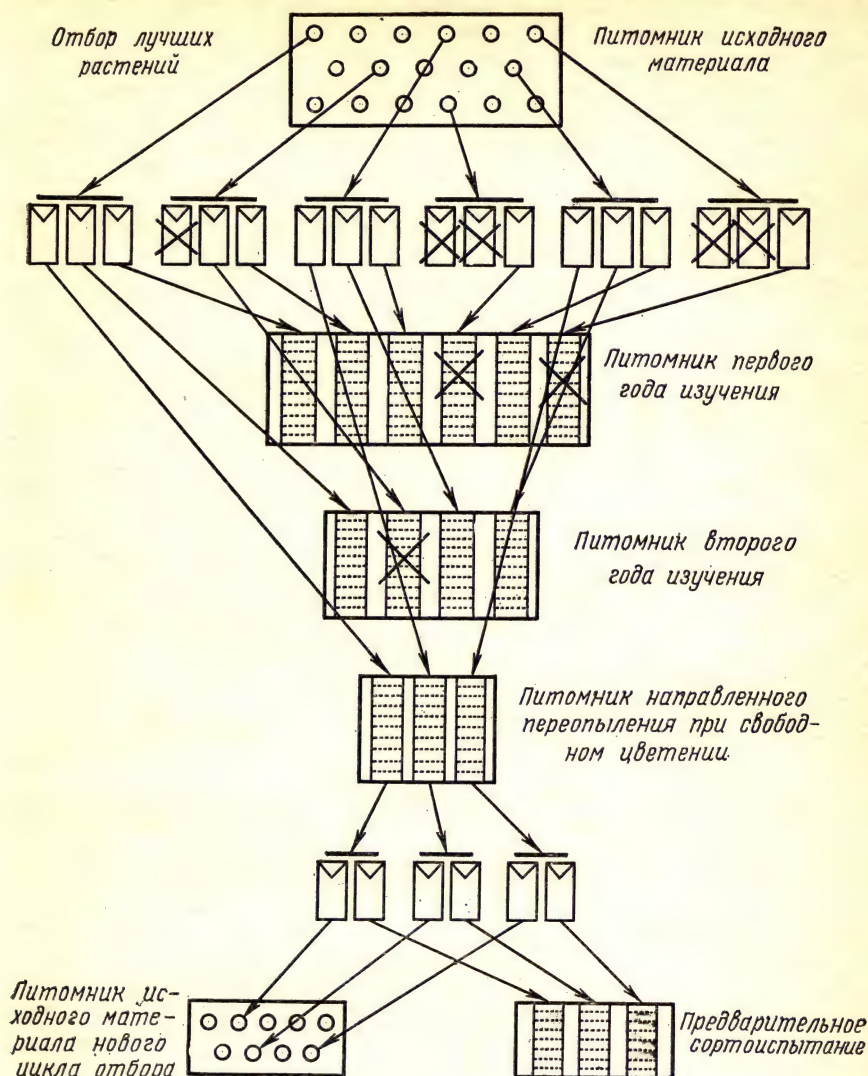 Отбор лучших
растений
Питомник исходного
материала
Питомник первого
года изучения
Питомник второго
года изучения
Питомник направленного
переопыления при свобод-
ном цветении
Питомник ис-
ходного мате-
риала нового
цикла отбора
Предварительное
сортоиспытание